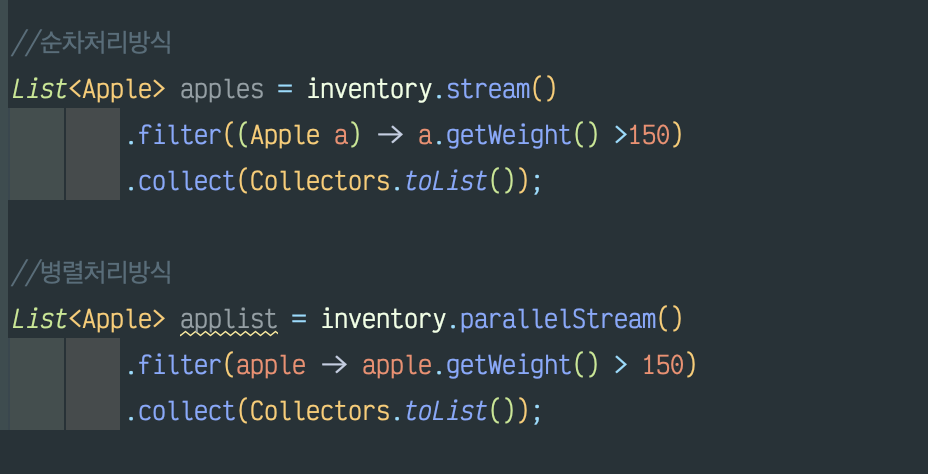 //순차처리방식
List<Apple> apples = inventory.stream()
.filter((Apple a) -> a.getWeight() >150)
.collect(Collectors.toList());
//병렬처리방식
List<Apple> applist = inventory.parallelStream()
.filter(apple -> apple.getWeight() > 150)
.collect(Collectors.toList());